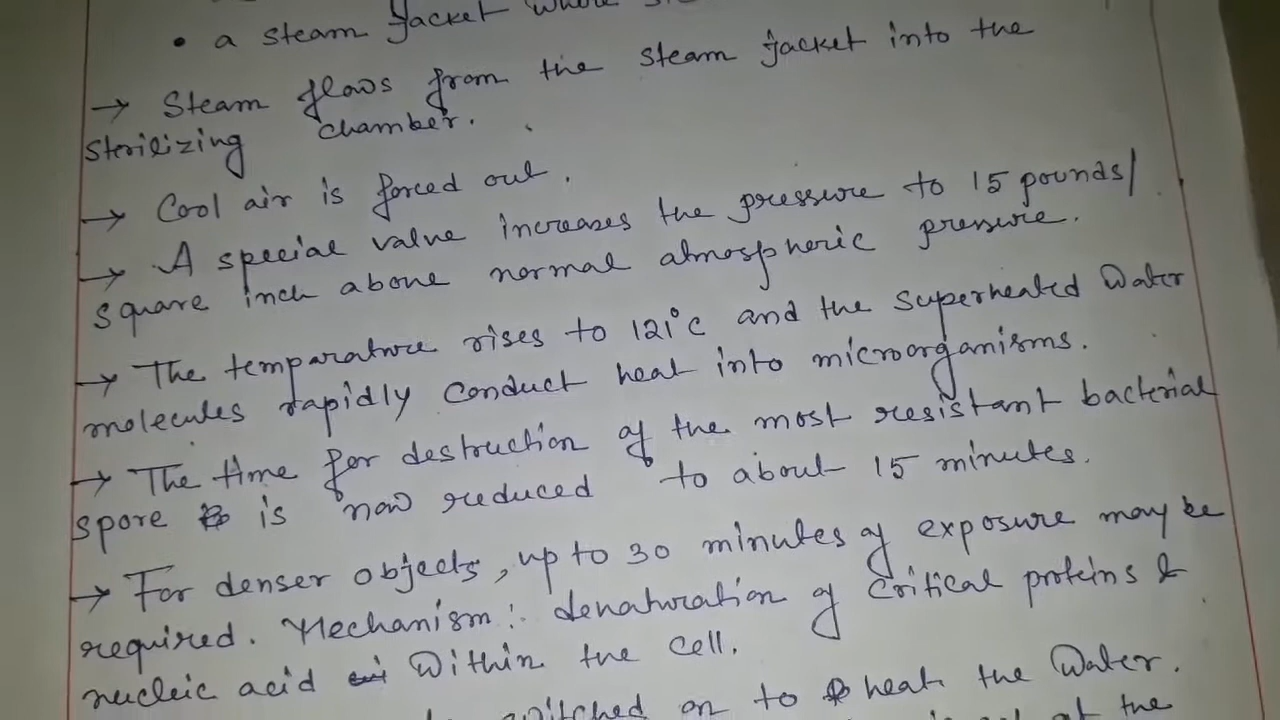 • a steam Jacket
→ Steam flows from the steam jacket into the
sterilizing chamber.
→ Cool air is forced out.
→ A special valve increases the pressure to 15 pounds/
square inch above normal atmospheric pressure.
→ The temperature rises to 121°C and the superheated Water
molecules rapidly conduct heat into microorganisms.
→ The time for destruction of the most resistant bacterial
spore is now reduced to about 15 minutes.
→ For denser objects, up to 30 minutes of exposure may be
required. Mechanism: denaturation of critical proteins &
nucleic acid within the cell.
switched on to heat the Water.
at the